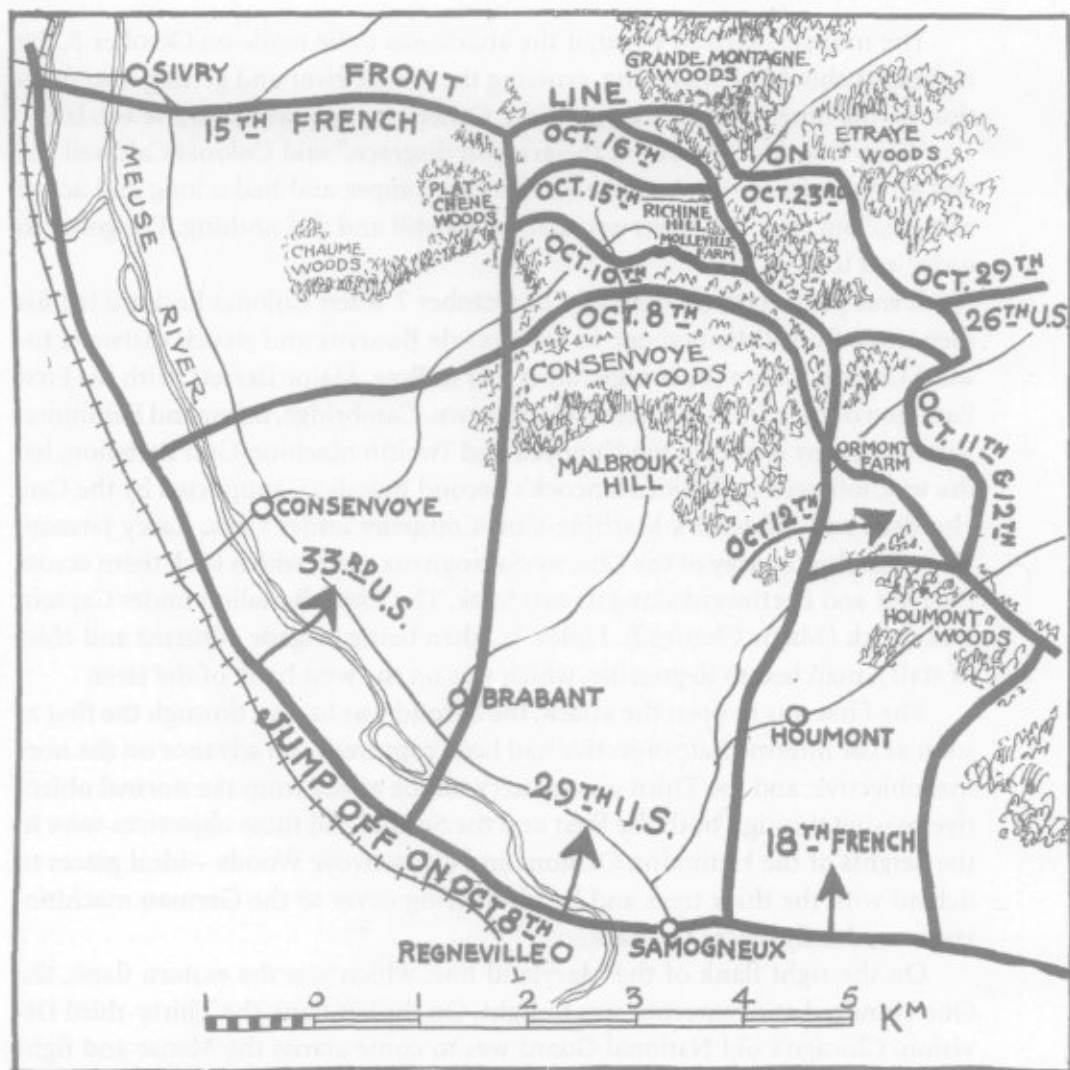 SIVRY
FRONT
LINE
ON
OCT. 29TH
15TH FRENCH
MEUSE
RIVER
GRANDE MONTAGNE
WOODS
ETRAYE
WOODS
OCT. 16TH
OCT. 23RD
OCT. 15TH
PLAT-
CHENE
WOODS
CHAUME
WOODS
RICHINE
HILL
MOLLEVILLE
FARM
OCT. 10TH
OCT. 8TH
26TH U.S.
CONSENVOYE
WOODS
MALBROUK
HILL
ORMONT
FARM
OCT. 11TH
& 12TH
OCT 12TH
CONSENVOYE
33RD U.S.
HOUMONT
WOODS
BRABANT
HOUMONT
JUMP OFF ON OCT 8TH
29TH U.S.
18TH FRENCH
REGNEVILLE
SAMOGNEUX
1 0 1 2 3 4 5 KM